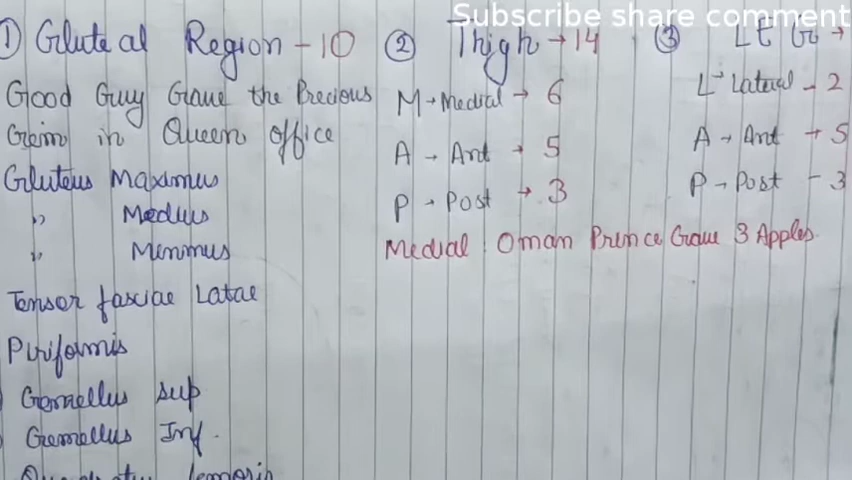 Subscribe share comment
① Gluteal Region - 10
Good Guy Gave the Precious
Gem in Queen office
Gluteus Maximus
" Medius
" Minmus
Tensor fasciae Latae
Piriformis
Gemellus sup
Gemellus Inf.
② Thigh → 14
M → Medial → 6
A → Ant → 5
P → Post → 3
Medial : Oman Prince Gave 3 Apples.
③ LEG →
L → Lateral - 2
A → Ant → 5
P → Post - 3